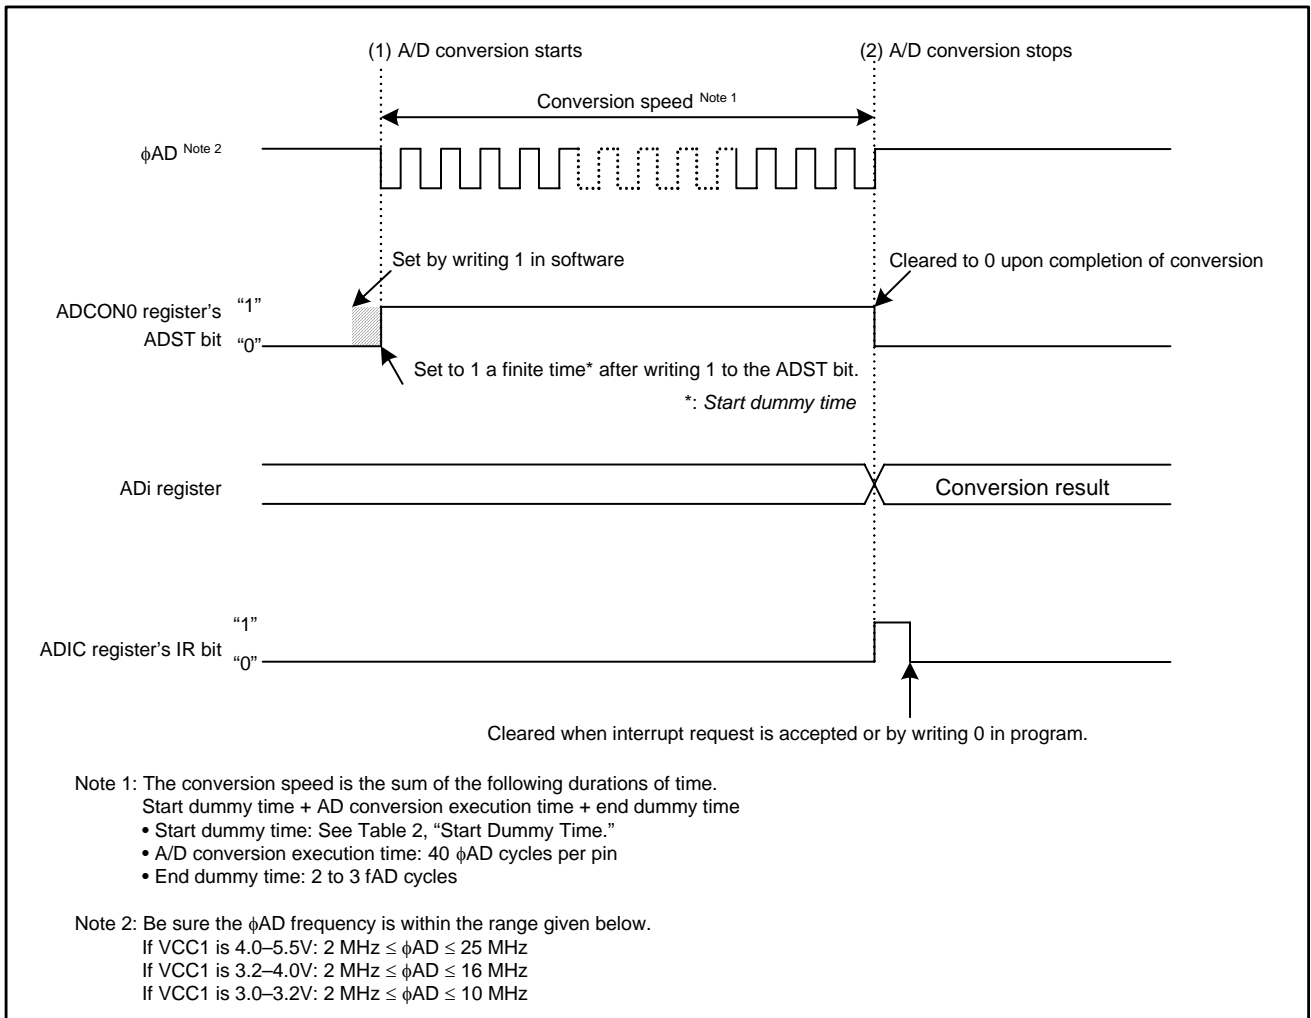 (1) A/D conversion starts
(2) A/D conversion stops
Conversion speed Note 1
ϕAD Note 2
Set by writing 1 in software
Cleared to 0 upon completion of conversion
ADCON0 register's
ADST bit
“1”
“0”
Set to 1 a finite time* after writing 1 to the ADST bit.
*: Start dummy time
ADi register
Conversion result
“1”
ADIC register's IR bit
“0”
Cleared when interrupt request is accepted or by writing 0 in program.
Note 1: The conversion speed is the sum of the following durations of time.
Start dummy time + AD conversion execution time + end dummy time
• Start dummy time: See Table 2, “Start Dummy Time.”
• A/D conversion execution time: 40 ϕAD cycles per pin
• End dummy time: 2 to 3 fAD cycles
Note 2: Be sure the ϕAD frequency is within the range given below.
If VCC1 is 4.0–5.5V: 2 MHz ≤ ϕAD ≤ 25 MHz
If VCC1 is 3.2–4.0V: 2 MHz ≤ ϕAD ≤ 16 MHz
If VCC1 is 3.0–3.2V: 2 MHz ≤ ϕAD ≤ 10 MHz